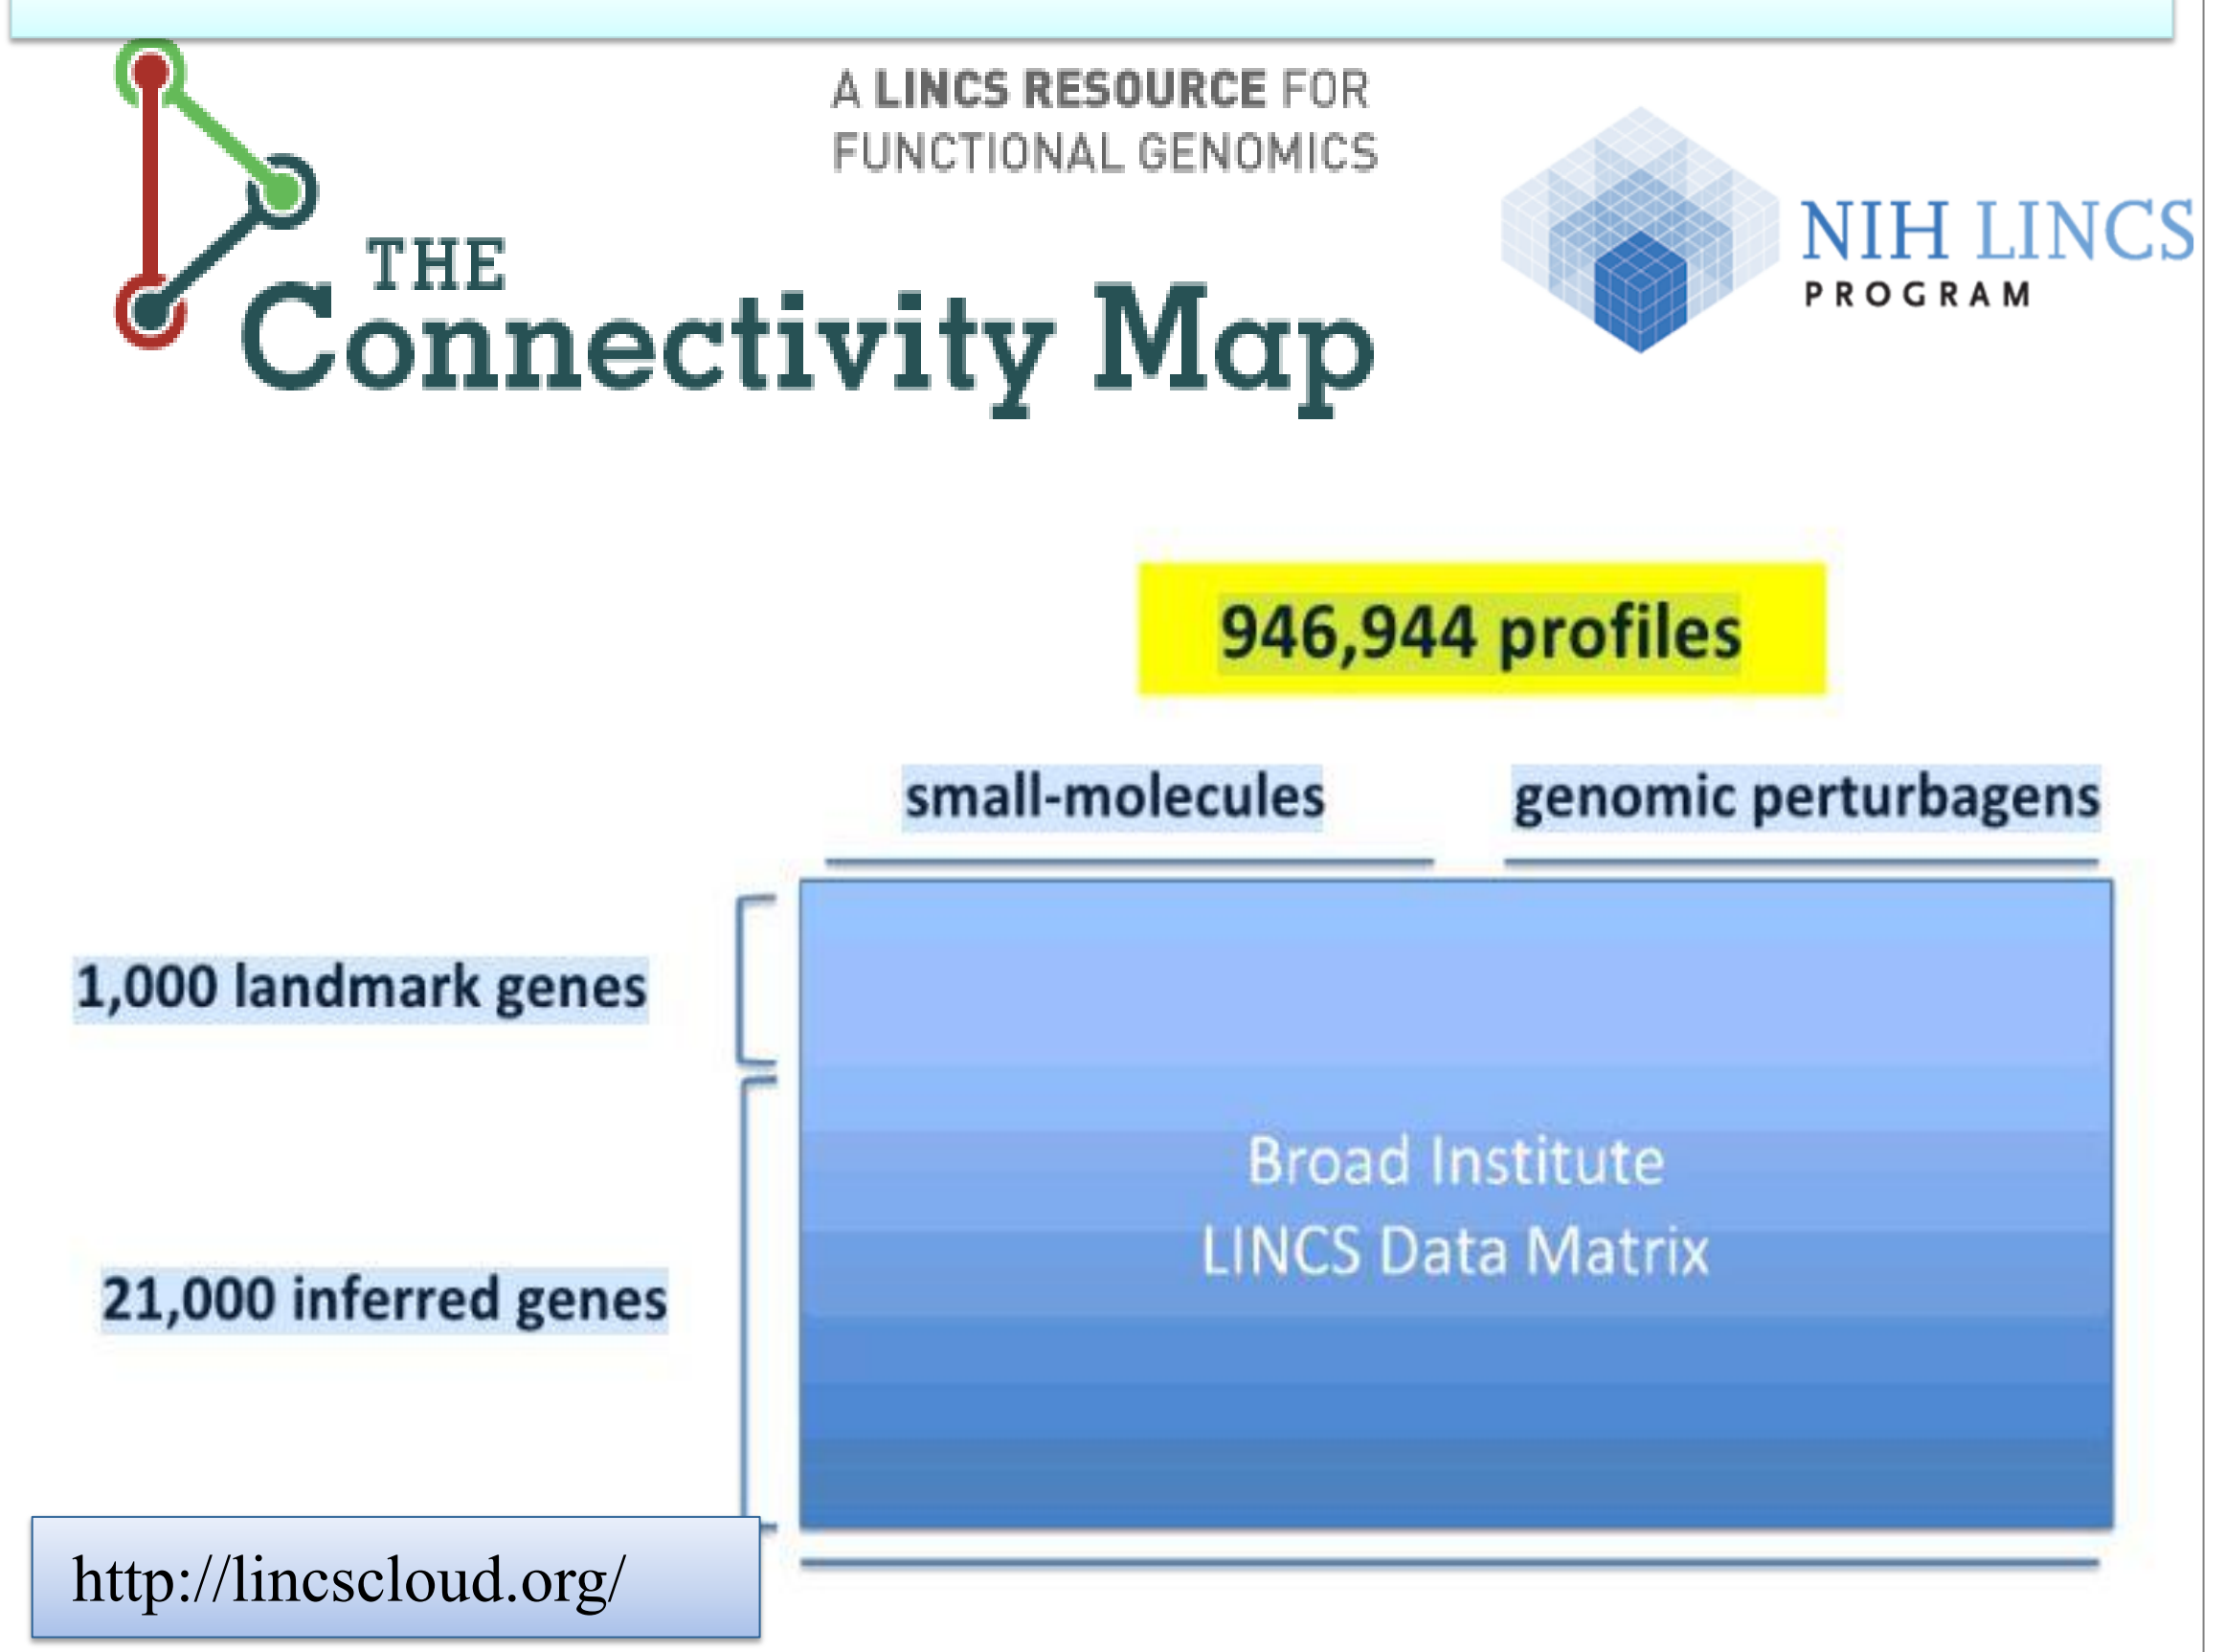 A LINCS RESOURCE FOR
FUNCTIONAL GENOMICS
THE
Connectivity Map
NIH LINCS
PROGRAM
946,944 profiles
small-molecules
genomic perturbagens
1,000 landmark genes
21,000 inferred genes
Broad Institute
LINCS Data Matrix
http://lincscloud.org/